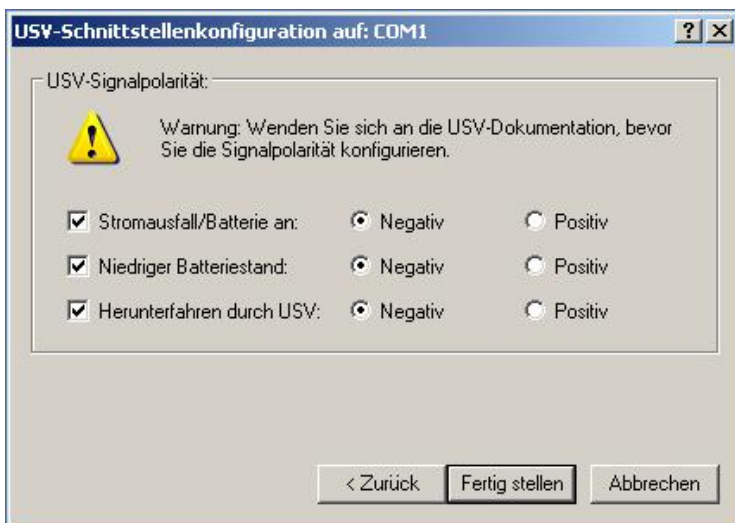 USV-Schnittstellenkonfiguration auf: COM1
USV-Signalpolarität:
Warnung: Wenden Sie sich an die USV-Dokumentation, bevor
Sie die Signalpolarität konfigurieren.
Stromausfall/Batterie an: Negativ Positiv
Niedriger Batteriestand: Negativ Positiv
Herunterfahren durch USV: Negativ Positiv
< Zurück Fertig stellen Abbrechen